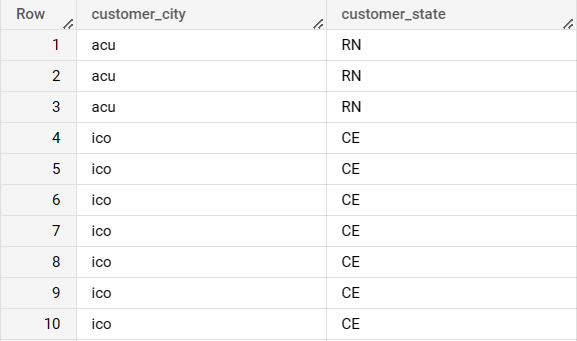 Row customer_city customer_state
1 acu RN
2 acu RN
3 acu RN
4 ico CE
5 ico CE
6 ico CE
7 ico CE
8 ico CE
9 ico CE
10 ico CE